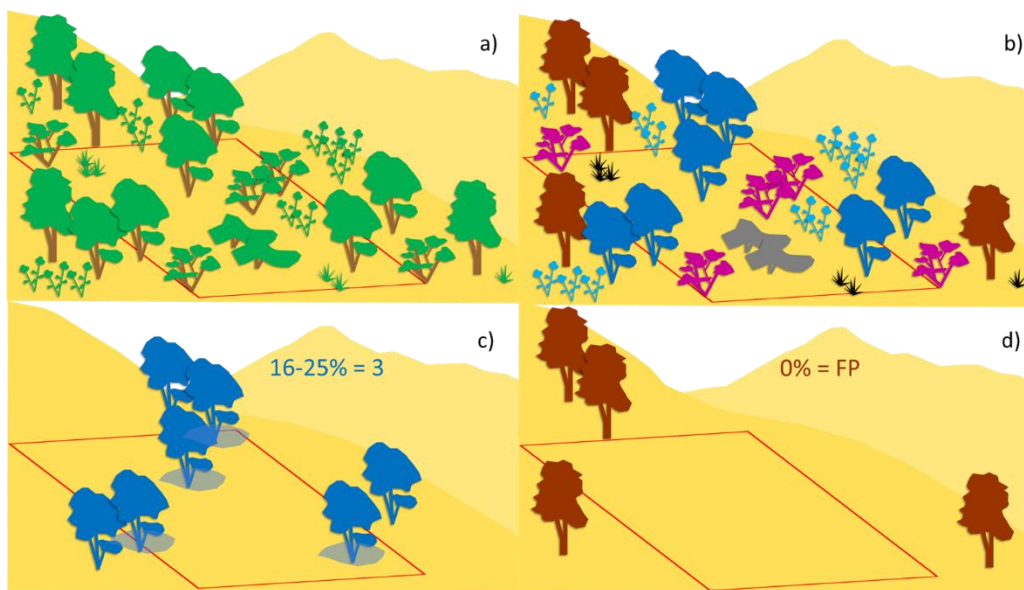 a)
b)
c)
16-25% = 3
d)
0% = FP